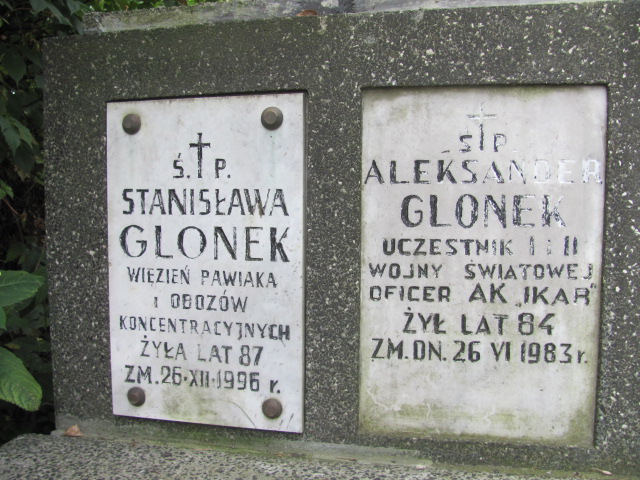 Ś. P.
STANISŁAWA
GLONEK
WIĘZIEŃ PAWIAKA
I OBOZÓW
KONCENTRACYJNYCH
ŻYŁA LAT 87
ZM. 26·XII·1996 r.
Ś P.
ALEKSANDER
GLONEK
UCZESTNIK I i II
WOJNY ŚWIATOWEJ
OFICER AK „IKAR"
ŻYŁ LAT 84
ZM. DN. 26 VI 1983 r.